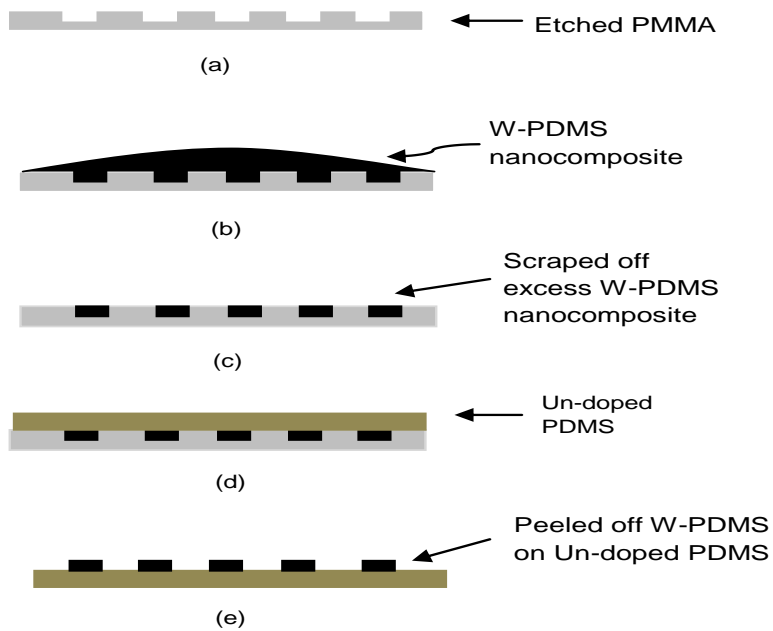 Etched PMMA
(a)
W-PDMS
nanocomposite
(b)
Scraped off
excess W-PDMS
nanocomposite
(c)
Un-doped
PDMS
(d)
Peeled off W-PDMS
on Un-doped PDMS
(e)